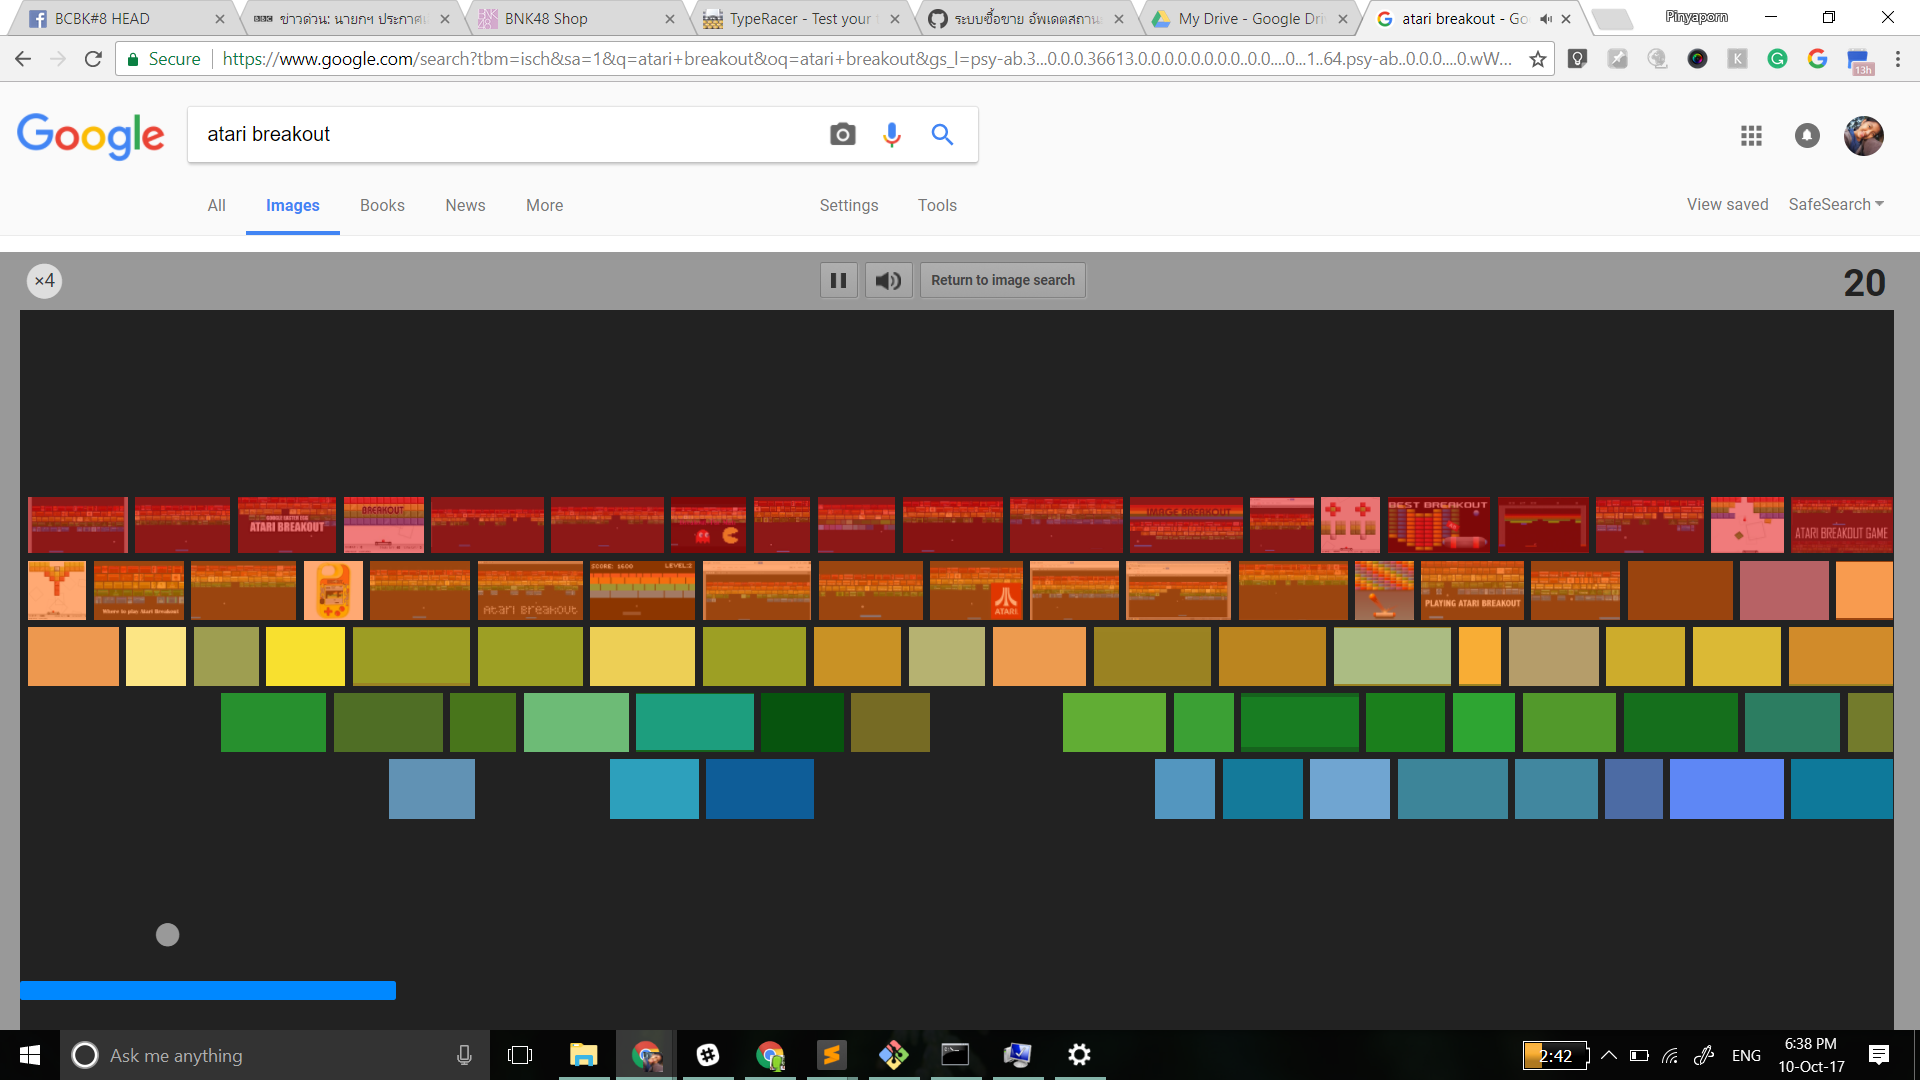 BCBK#8 HEAD
BBC ข่าวด่วน: นายกฯ ประกาศ
BNK48 Shop
TypeRacer - Test your
ระบบซื้อขาย อัพเดตสถาน
My Drive - Google Dri
atari breakout - Go
Pinyaporn
Secure
https://www.google.com/search?tbm=isch&sa=1&q=atari+breakout&oq=atari+breakout&gs_l=psy-ab.3...0.0.0.36613.0.0.0.0.0.0.0.0..0.0....0...1..64.psy-ab..0.0.0....0.wW...
K
13h
Google
atari breakout
All
Images
Books
News
More
Settings
Tools
View saved
SafeSearch
×4
Return to image search
20
ATARI BREAKOUT
BREAKOUT
IMAGE BREAKOUT
BEST BREAKOUT
ATARI BREAKOUT GAME
Where to play Atari Breakout
Atari Breakout
SCORE: 1600
LEVEL:2
ATARI
PLAYING ATARI BREAKOUT
Ask me anything
2:42
ENG
6:38 PM
10-Oct-17